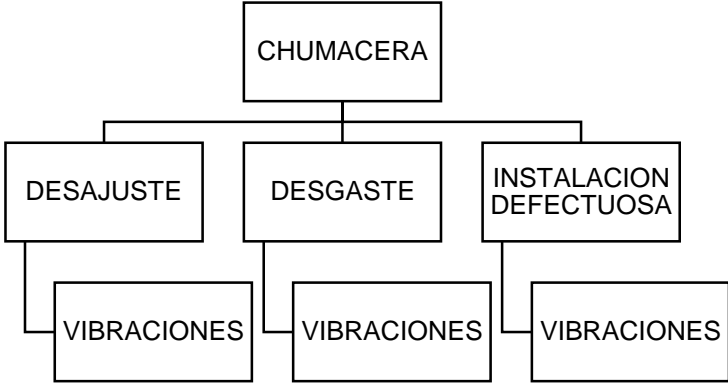 CHUMACERA
DESAJUSTE
DESGASTE
INSTALACION
DEFECTUOSA
VIBRACIONES
VIBRACIONES
VIBRACIONES